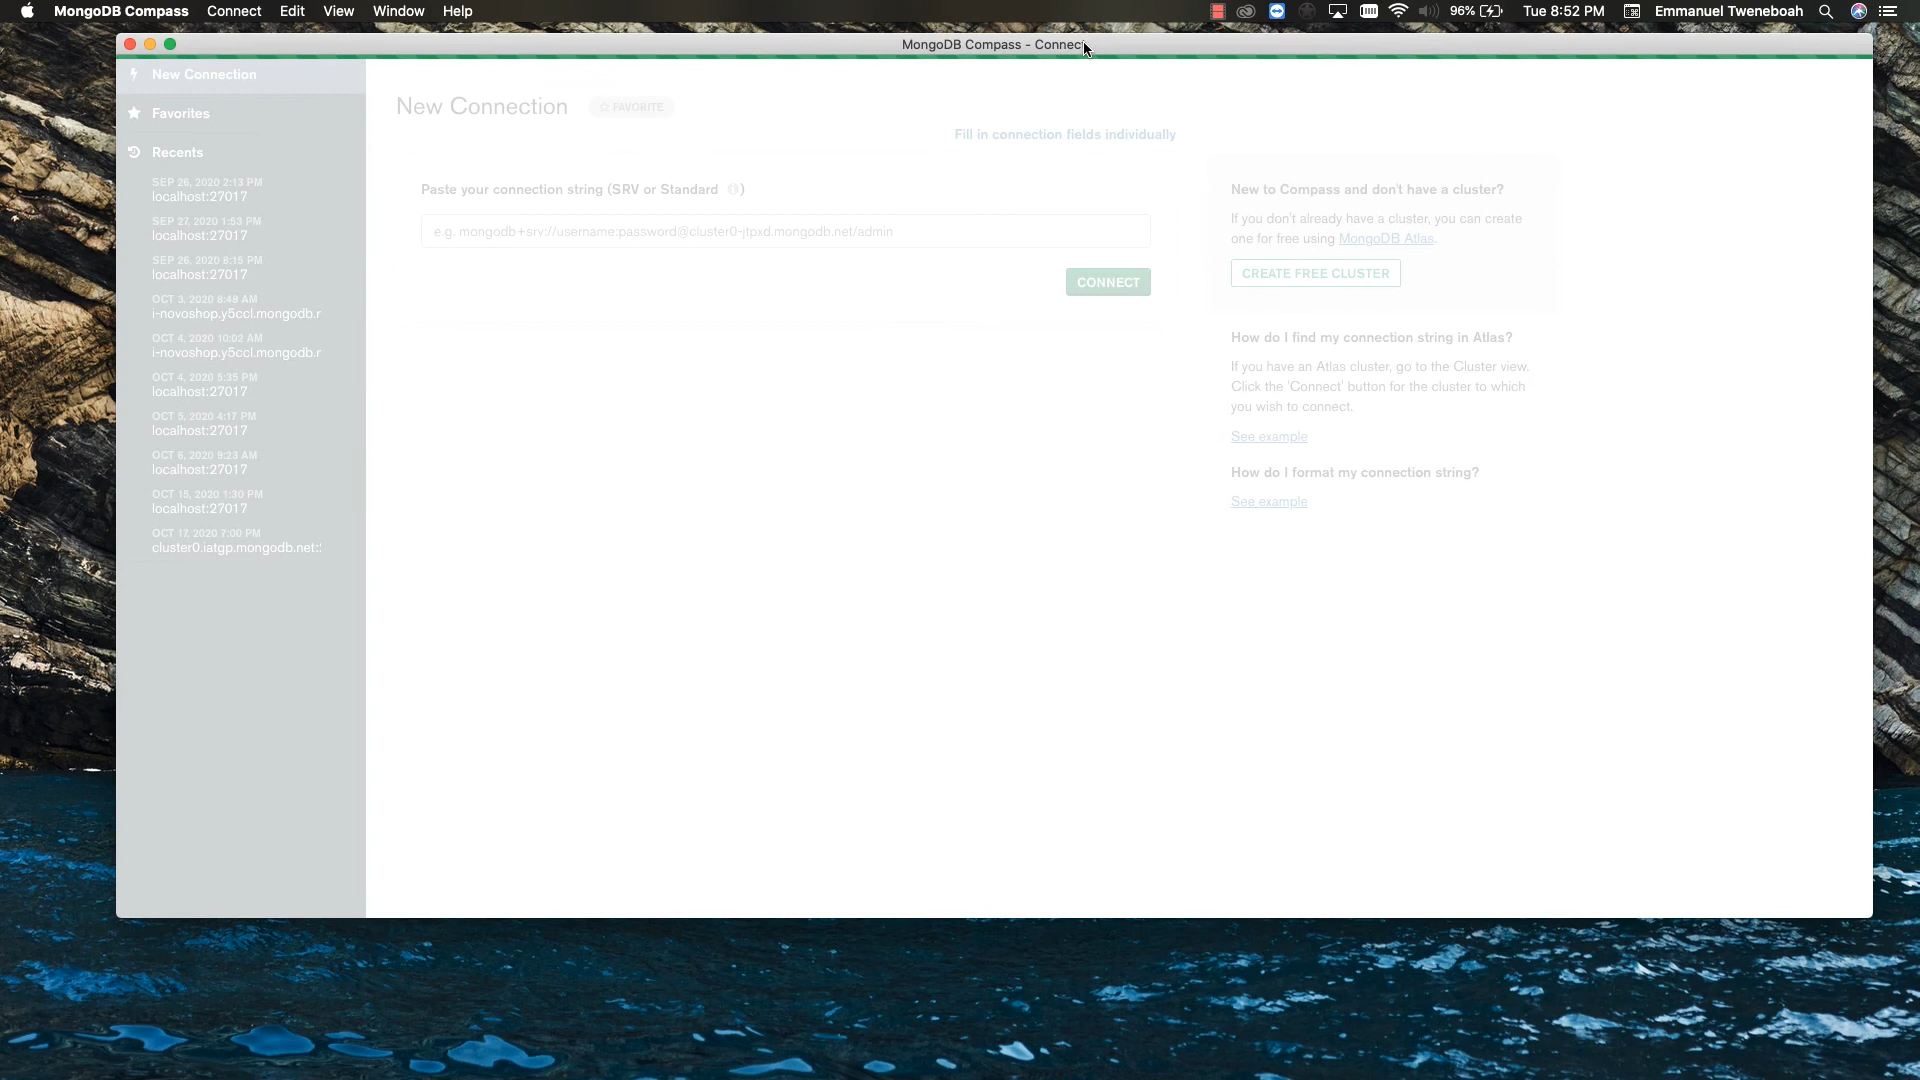 MongoDB Compass Connect Edit View Window Help
96% Tue 8:52 PM Emmanuel Tweneboah
MongoDB Compass - Connect
New Connection
Favorites
Recents
SEP 26, 2020 2:13 PM
localhost:27017
SEP 27, 2020 1:53 PM
localhost:27017
SEP 26, 2020 8:15 PM
localhost:27017
OCT 3, 2020 8:48 AM
i-novoshop.y5ccl.mongodb.r
OCT 4, 2020 10:02 AM
i-novoshop.y5ccl.mongodb.r
OCT 4, 2020 5:35 PM
localhost:27017
OCT 5, 2020 4:17 PM
localhost:27017
OCT 6, 2020 9:23 AM
localhost:27017
OCT 15, 2020 1:30 PM
localhost:27017
OCT 17, 2020 7:00 PM
cluster0.iatgp.mongodb.net:
New Connection FAVORITE
Fill in connection fields individually
Paste your connection string (SRV or Standard )
e.g. mongodb+srv://username:password@cluster0-jtpxd.mongodb.net/admin
CONNECT
New to Compass and don't have a cluster?
If you don't already have a cluster, you can create
one for free using MongoDB Atlas.
CREATE FREE CLUSTER
How do I find my connection string in Atlas?
If you have an Atlas cluster, go to the Cluster view.
Click the 'Connect' button for the cluster to which
you wish to connect.
See example
How do I format my connection string?
See example